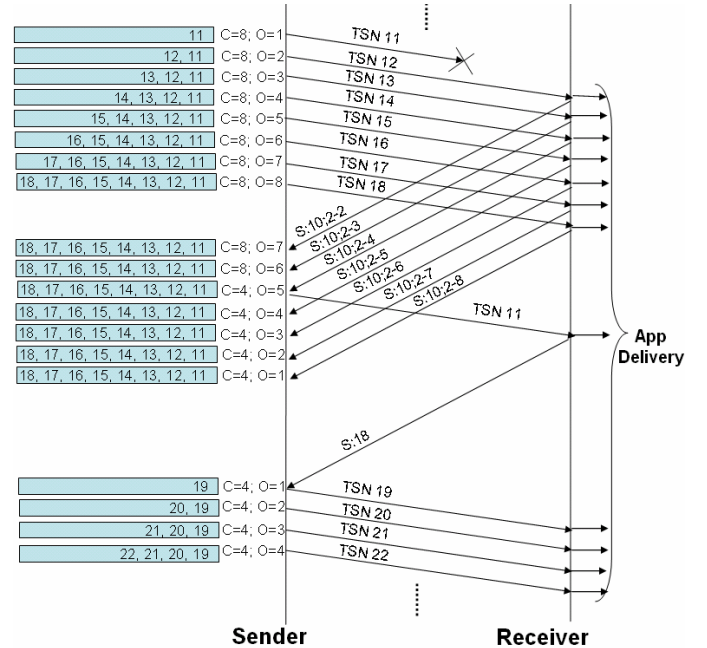 11 C=8; O=1 TSN 11
12, 11 C=8; O=2 TSN 12
13, 12, 11 C=8; O=3 TSN 13
14, 13, 12, 11 C=8; O=4 TSN 14
15, 14, 13, 12, 11 C=8; O=5 TSN 15
16, 15, 14, 13, 12, 11 C=8; O=6 TSN 16
17, 16, 15, 14, 13, 12, 11 C=8; O=7 TSN 17
18, 17, 16, 15, 14, 13, 12, 11 C=8; O=8 TSN 18
18, 17, 16, 15, 14, 13, 12, 11 C=8; O=7 S:10;2-2
18, 17, 16, 15, 14, 13, 12, 11 C=8; O=6 S:10;2-3
18, 17, 16, 15, 14, 13, 12, 11 C=4; O=5 S:10;2-4
18, 17, 16, 15, 14, 13, 12, 11 C=4; O=4 S:10;2-5
18, 17, 16, 15, 14, 13, 12, 11 C=4; O=3 S:10;2-6
18, 17, 16, 15, 14, 13, 12, 11 C=4; O=2 S:10;2-7
18, 17, 16, 15, 14, 13, 12, 11 C=4; O=1 S:10;2-8
TSN 11
App
Delivery
S:18
19 C=4; O=1 TSN 19
20, 19 C=4; O=2 TSN 20
21, 20, 19 C=4; O=3 TSN 21
22, 21, 20, 19 C=4; O=4 TSN 22
Sender Receiver